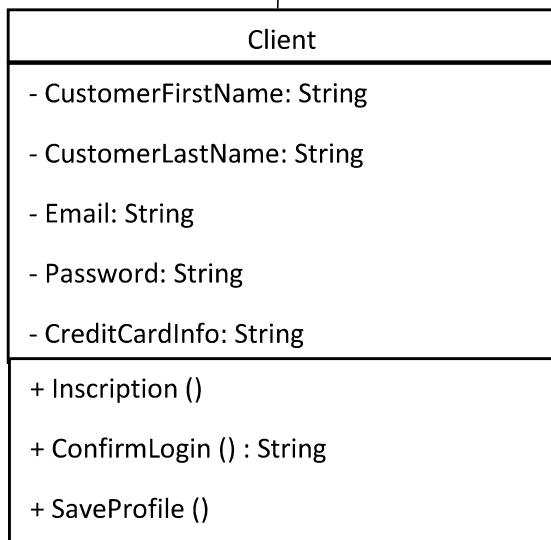 Client
- CustomerFirstName: String
- CustomerLastName: String
- Email: String
- Password: String
- CreditCardInfo: String
+ Inscription ()
+ ConfirmLogin () : String
+ SaveProfile ()